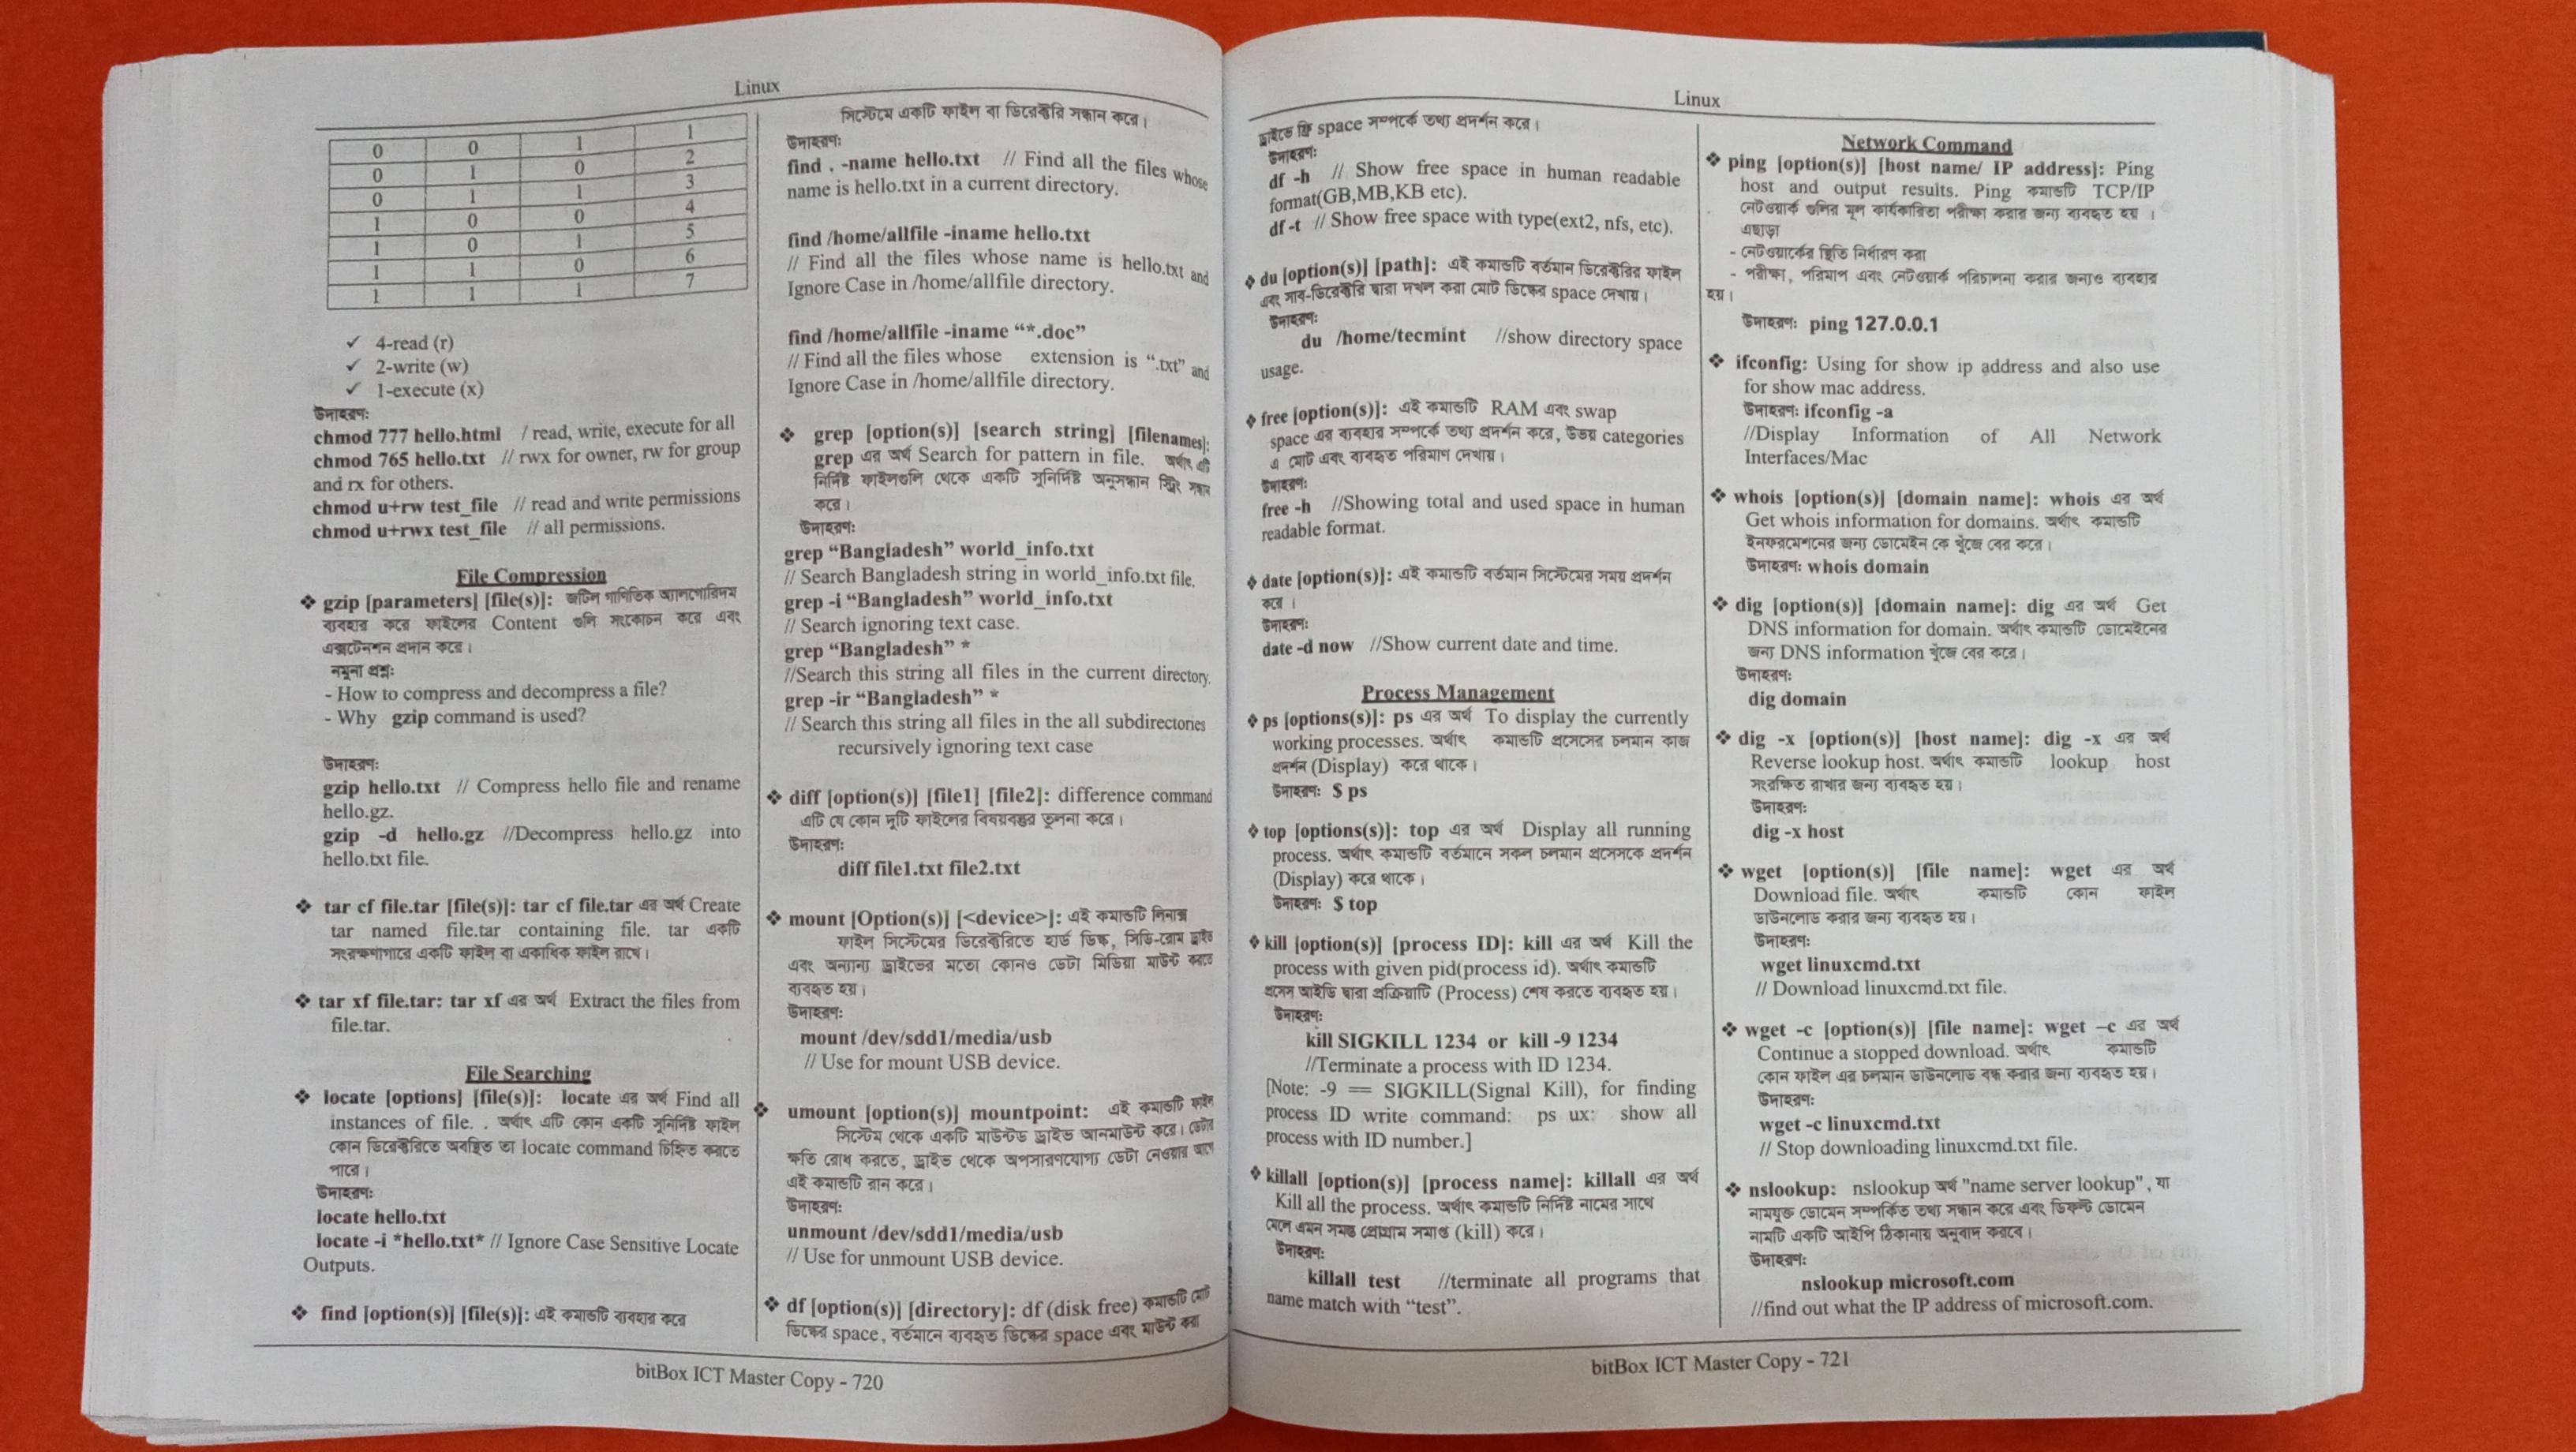 Linux
0 0 1 1
0 1 0 2
0 1 1 3
1 0 0 4
1 0 1 5
1 1 0 6
1 1 1 7
✓ 4-read (r)
✓ 2-write (w)
✓ 1-execute (x)
উদাহরণ:
chmod 777 hello.html / read, write, execute for all
chmod 765 hello.txt // rwx for owner, rw for group
and rx for others.
chmod u+rw test_file // read and write permissions
chmod u+rwx test_file // all permissions.
File Compression
❖ gzip [parameters] [file(s)]: জটিল গাণিতিক অ্যালগোরিদম
ব্যবহার করে ফাইলের Content গুলি সংকোচন করে এবং
এক্সটেনশন প্রদান করে।
নমুনা প্রশ্ন:
- How to compress and decompress a file?
- Why gzip command is used?
উদাহরণ:
gzip hello.txt // Compress hello file and rename
hello.gz.
gzip -d hello.gz //Decompress hello.gz into
hello.txt file.
❖ tar cf file.tar [file(s)]: tar cf file.tar এর অর্থ Create
tar named file.tar containing file. tar একটি
সংরক্ষণাগারে একটি ফাইল বা একাধিক ফাইল রাখে।
❖ tar xf file.tar: tar xf এর অর্থ Extract the files from
file.tar.
File Searching
❖ locate [options] [file(s)]: locate এর অর্থ Find all
instances of file. . অর্থাৎ এটি কোন একটি সুনির্দিষ্ট ফাইল
কোন ডিরেক্টরিতে অবস্থিত তা locate command চিহ্নিত করতে
পারে।
উদাহরণ:
locate hello.txt
locate -i *hello.txt* // Ignore Case Sensitive Locate
Outputs.
❖ find [option(s)] [file(s)]: এই কমান্ডটি ব্যবহার করে
সিস্টেমে একটি ফাইল বা ডিরেক্টরি সন্ধান করে।
উদাহরণ:
find . -name hello.txt // Find all the files whose
name is hello.txt in a current directory.
find /home/allfile -iname hello.txt
// Find all the files whose name is hello.txt and
Ignore Case in /home/allfile directory.
find /home/allfile -iname “*.doc”
// Find all the files whose extension is “.txt” and
Ignore Case in /home/allfile directory.
❖ grep [option(s)] [search string] [filenames]:
grep এর অর্থ Search for pattern in file. অর্থাৎ এটি
নির্দিষ্ট ফাইলগুলি থেকে একটি সুনির্দিষ্ট অনুসন্ধান স্ট্রিং সন্ধান
করে।
উদাহরণ:
grep “Bangladesh” world_info.txt
// Search Bangladesh string in world_info.txt file.
grep -i “Bangladesh” world_info.txt
// Search ignoring text case.
grep “Bangladesh” *
//Search this string all files in the current directory.
grep -ir “Bangladesh” *
// Search this string all files in the all subdirectories
recursively ignoring text case
❖ diff [option(s)] [file1] [file2]: difference command
এটি যে কোন দুটি ফাইলের বিষয়বস্তুর তুলনা করে।
উদাহরণ:
diff file1.txt file2.txt
❖ mount [Option(s)] [<device>]: এই কমান্ডটি লিনাক্স
ফাইল সিস্টেমের ডিরেক্টরিতে হার্ড ডিস্ক, সিডি-রোম ড্রাইভ
এবং অন্যান্য ড্রাইভের মতো কোনও ডেটা মিডিয়া মাউন্ট করতে
ব্যবহৃত হয়।
উদাহরণ:
mount /dev/sdd1/media/usb
// Use for mount USB device.
❖ umount [option(s)] mountpoint: এই কমান্ডটি ফাইল
সিস্টেম থেকে একটি মাউন্টড ড্রাইভ আনমাউন্ট করে। ডেটার
ক্ষতি রোধ করতে, ড্রাইভ থেকে অপসারণযোগ্য ডেটা নেওয়ার আগে
এই কমান্ডটি রান করে।
উদাহরণ:
unmount /dev/sdd1/media/usb
// Use for unmount USB device.
❖ df [option(s)] [directory]: df (disk free) কমান্ডটি মোট
ডিস্কের space, বর্তমানে ব্যবহৃত ডিস্কের space এবং মাউন্ট করা
bitBox ICT Master Copy - 720
Linux
ড্রাইভে ফ্রি space সম্পর্কে তথ্য প্রদর্শন করে।
উদাহরণ:
df -h // Show free space in human readable
format(GB,MB,KB etc).
df -t // Show free space with type(ext2, nfs, etc).
❖ du [option(s)] [path]: এই কমান্ডটি বর্তমান ডিরেক্টরির ফাইল
এবং সাব-ডিরেক্টরি দ্বারা দখল করা মোট ডিস্কের space দেখায়।
উদাহরণ:
du /home/tecmint //show directory space
usage.
❖ free [option(s)]: এই কমান্ডটি RAM এবং swap
space এর ব্যবহার সম্পর্কে তথ্য প্রদর্শন করে, উভয় categories
এ মোট এবং ব্যবহৃত পরিমাণ দেখায়।
উদাহরণ:
free -h //Showing total and used space in human
readable format.
❖ date [option(s)]: এই কমান্ডটি বর্তমান সিস্টেমের সময় প্রদর্শন
করে।
উদাহরণ:
date -d now //Show current date and time.
Process Management
❖ ps [options(s)]: ps এর অর্থ To display the currently
working processes. অর্থাৎ কমান্ডটি প্রসেসের চলমান কাজ
প্রদর্শন (Display) করে থাকে।
উদাহরণ: $ ps
❖ top [options(s)]: top এর অর্থ Display all running
process. অর্থাৎ কমান্ডটি বর্তমানে সকল চলমান প্রসেসকে প্রদর্শন
(Display) করে থাকে।
উদাহরণ: $ top
❖ kill [option(s)] [process ID]: kill এর অর্থ Kill the
process with given pid(process id). অর্থাৎ কমান্ডটি
প্রসেস আইডি দ্বারা প্রক্রিয়াটি (Process) শেষ করতে ব্যবহৃত হয়।
উদাহরণ:
kill SIGKILL 1234 or kill -9 1234
//Terminate a process with ID 1234.
[Note: -9 == SIGKILL(Signal Kill), for finding
process ID write command: ps ux: show all
process with ID number.]
❖ killall [option(s)] [process name]: killall এর অর্থ
Kill all the process. অর্থাৎ কমান্ডটি নির্দিষ্ট নামের সাথে
মেলে এমন সমস্ত প্রোগ্রাম সমাপ্ত (kill) করে।
উদাহরণ:
killall test //terminate all programs that
name match with “test”.
Network Command
❖ ping [option(s)] [host name/ IP address]: Ping
host and output results. Ping কমান্ডটি TCP/IP
নেটওয়ার্ক গুলির মূল কার্যকারিতা পরীক্ষা করার জন্য ব্যবহৃত হয় ।
এছাড়া
- নেটওয়ার্কের স্থিতি নির্ধারণ করা
- পরীক্ষা, পরিমাপ এবং নেটওয়ার্ক পরিচালনা করার জন্যও ব্যবহার
হয়।
উদাহরণ: ping 127.0.0.1
❖ ifconfig: Using for show ip address and also use
for show mac address.
উদাহরণ: ifconfig -a
//Display Information of All Network
Interfaces/Mac
❖ whois [option(s)] [domain name]: whois এর অর্থ
Get whois information for domains. অর্থাৎ কমান্ডটি
ইনফরমেশনের জন্য ডোমেইন কে খুঁজে বের করে।
উদাহরণ: whois domain
❖ dig [option(s)] [domain name]: dig এর অর্থ Get
DNS information for domain. অর্থাৎ কমান্ডটি ডোমেইনের
জন্য DNS information খুঁজে বের করে।
উদাহরণ:
dig domain
❖ dig -x [option(s)] [host name]: dig -x এর অর্থ
Reverse lookup host. অর্থাৎ কমান্ডটি lookup host
সংরক্ষিত রাখার জন্য ব্যবহৃত হয়।
উদাহরণ:
dig -x host
❖ wget [option(s)] [file name]: wget এর অর্থ
Download file. অর্থাৎ কমান্ডটি কোন ফাইল
ডাউনলোড করার জন্য ব্যবহৃত হয়।
উদাহরণ:
wget linuxcmd.txt
// Download linuxcmd.txt file.
❖ wget -c [option(s)] [file name]: wget –c এর অর্থ
Continue a stopped download. অর্থাৎ কমান্ডটি
কোন ফাইল এর চলমান ডাউনলোড বন্ধ করার জন্য ব্যবহৃত হয়।
উদাহরণ:
wget -c linuxcmd.txt
// Stop downloading linuxcmd.txt file.
❖ nslookup: nslookup অর্থ "name server lookup", যা
নামযুক্ত ডোমেন সম্পর্কিত তথ্য সন্ধান করে এবং ডিফল্ট ডোমেন
নামটি একটি আইপি ঠিকানায় অনুবাদ করবে।
উদাহরণ:
nslookup microsoft.com
//find out what the IP address of microsoft.com.
bitBox ICT Master Copy - 721